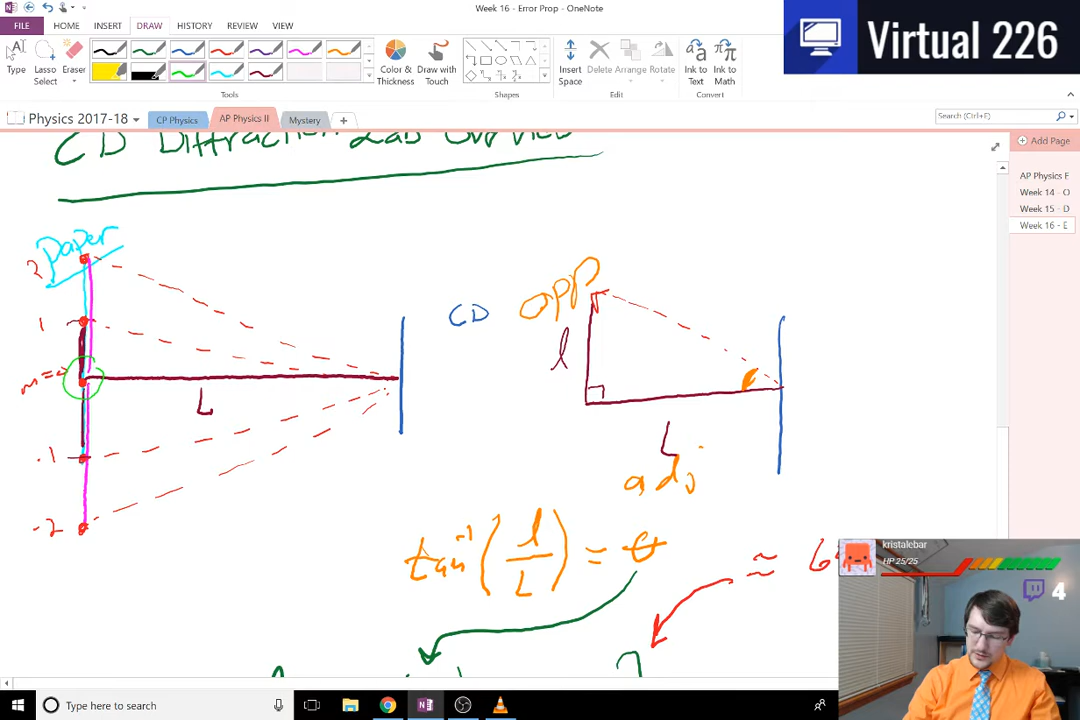 Week 16 - Error Prop - OneNote
Virtual 226
FILE HOME INSERT DRAW HISTORY REVIEW VIEW
Type Lasso Select Eraser Color & Thickness Draw with Touch Insert Space Delete Arrange Rotate Ink to Text Ink to Math
Tools Shapes Edit Convert
Physics 2017-18 CP Physics AP Physics II Mystery
Search (Ctrl+E)
Add Page
AP Physics E
Week 14 - O
Week 15 - D
Week 16 - E
CD Diffraction Lab Overview
Paper
2
1
m=0
-1
-2
L
CD
opp
l
L
adj
tan⁻¹(l/L) = θ
≈ 6
kristalebar
HP 25/25
4
Type here to search